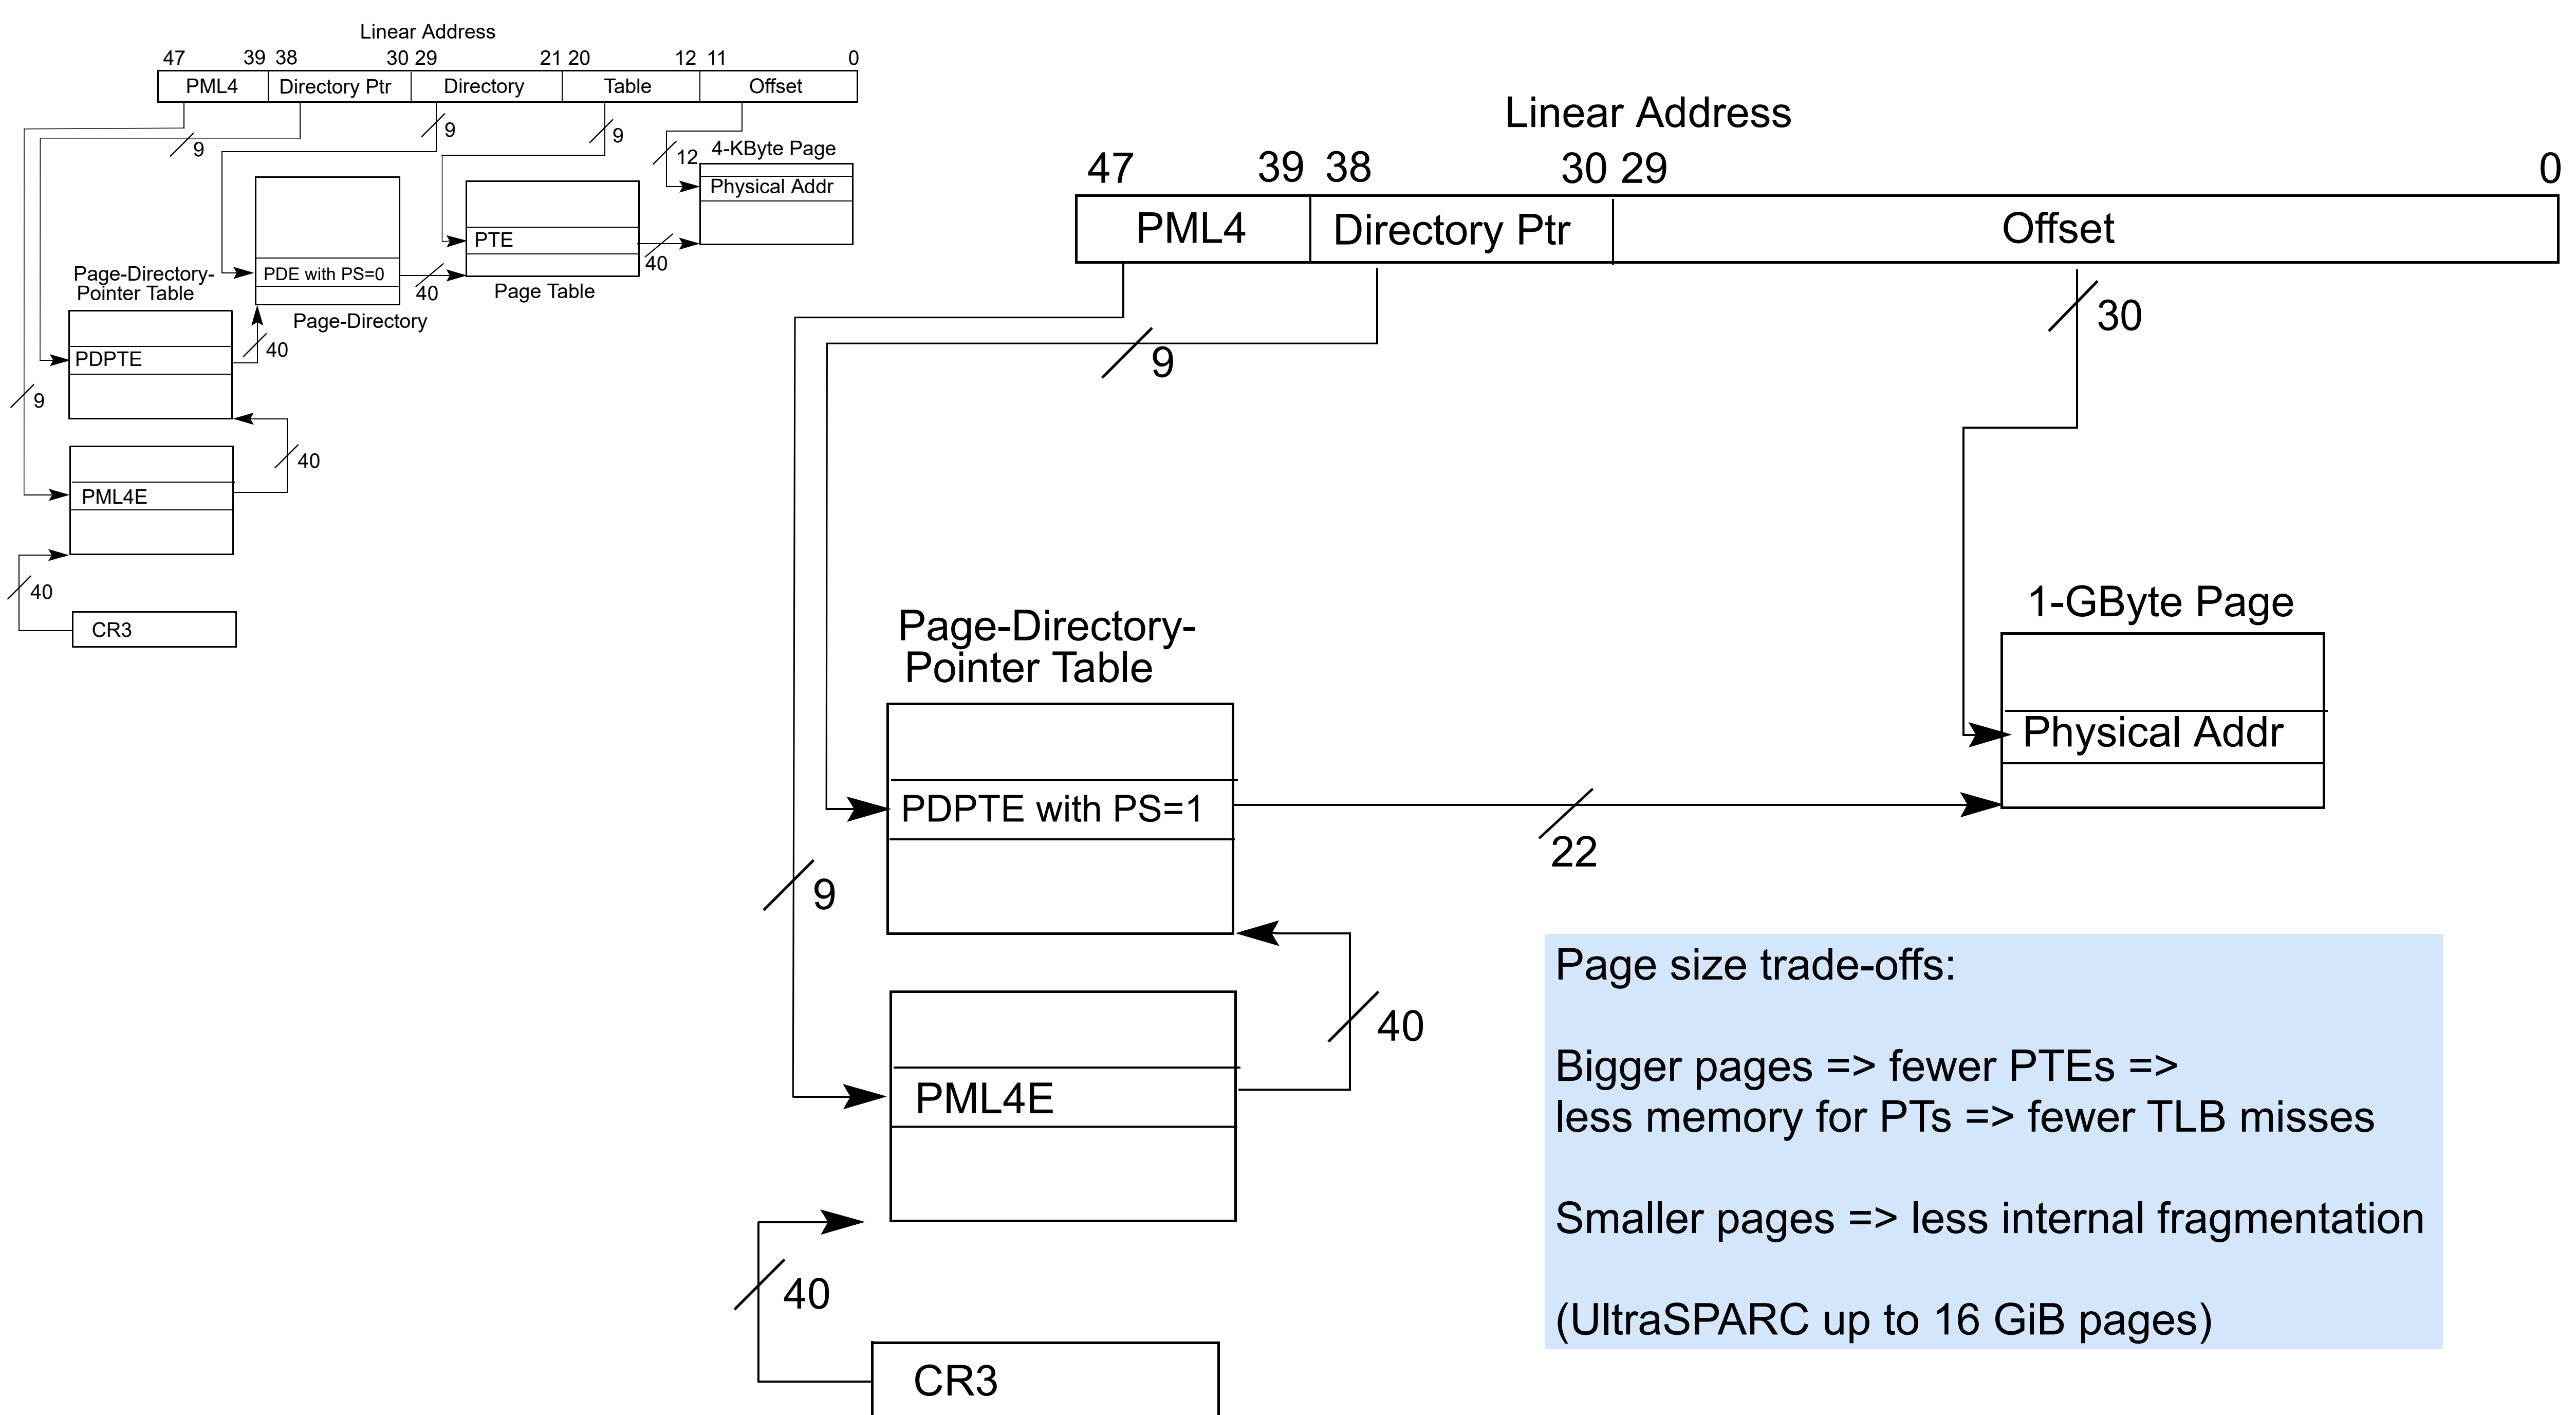 Linear Address
47 39 38 30 29 21 20 12 11 0
PML4 Directory Ptr Directory Table Offset
9
9
9
12
4-KByte Page
Physical Addr
PTE
40
Page Table
PDE with PS=0
40
Page-Directory
Page-Directory-
Pointer Table
PDPTE
40
9
40
PML4E
40
CR3
Linear Address
47 39 38 30 29 0
PML4 Directory Ptr Offset
30
9
1-GByte Page
Physical Addr
Page-Directory-
Pointer Table
PDPTE with PS=1
22
9
40
PML4E
40
CR3
Page size trade-offs:
Bigger pages => fewer PTEs =>
less memory for PTs => fewer TLB misses
Smaller pages => less internal fragmentation
(UltraSPARC up to 16 GiB pages)